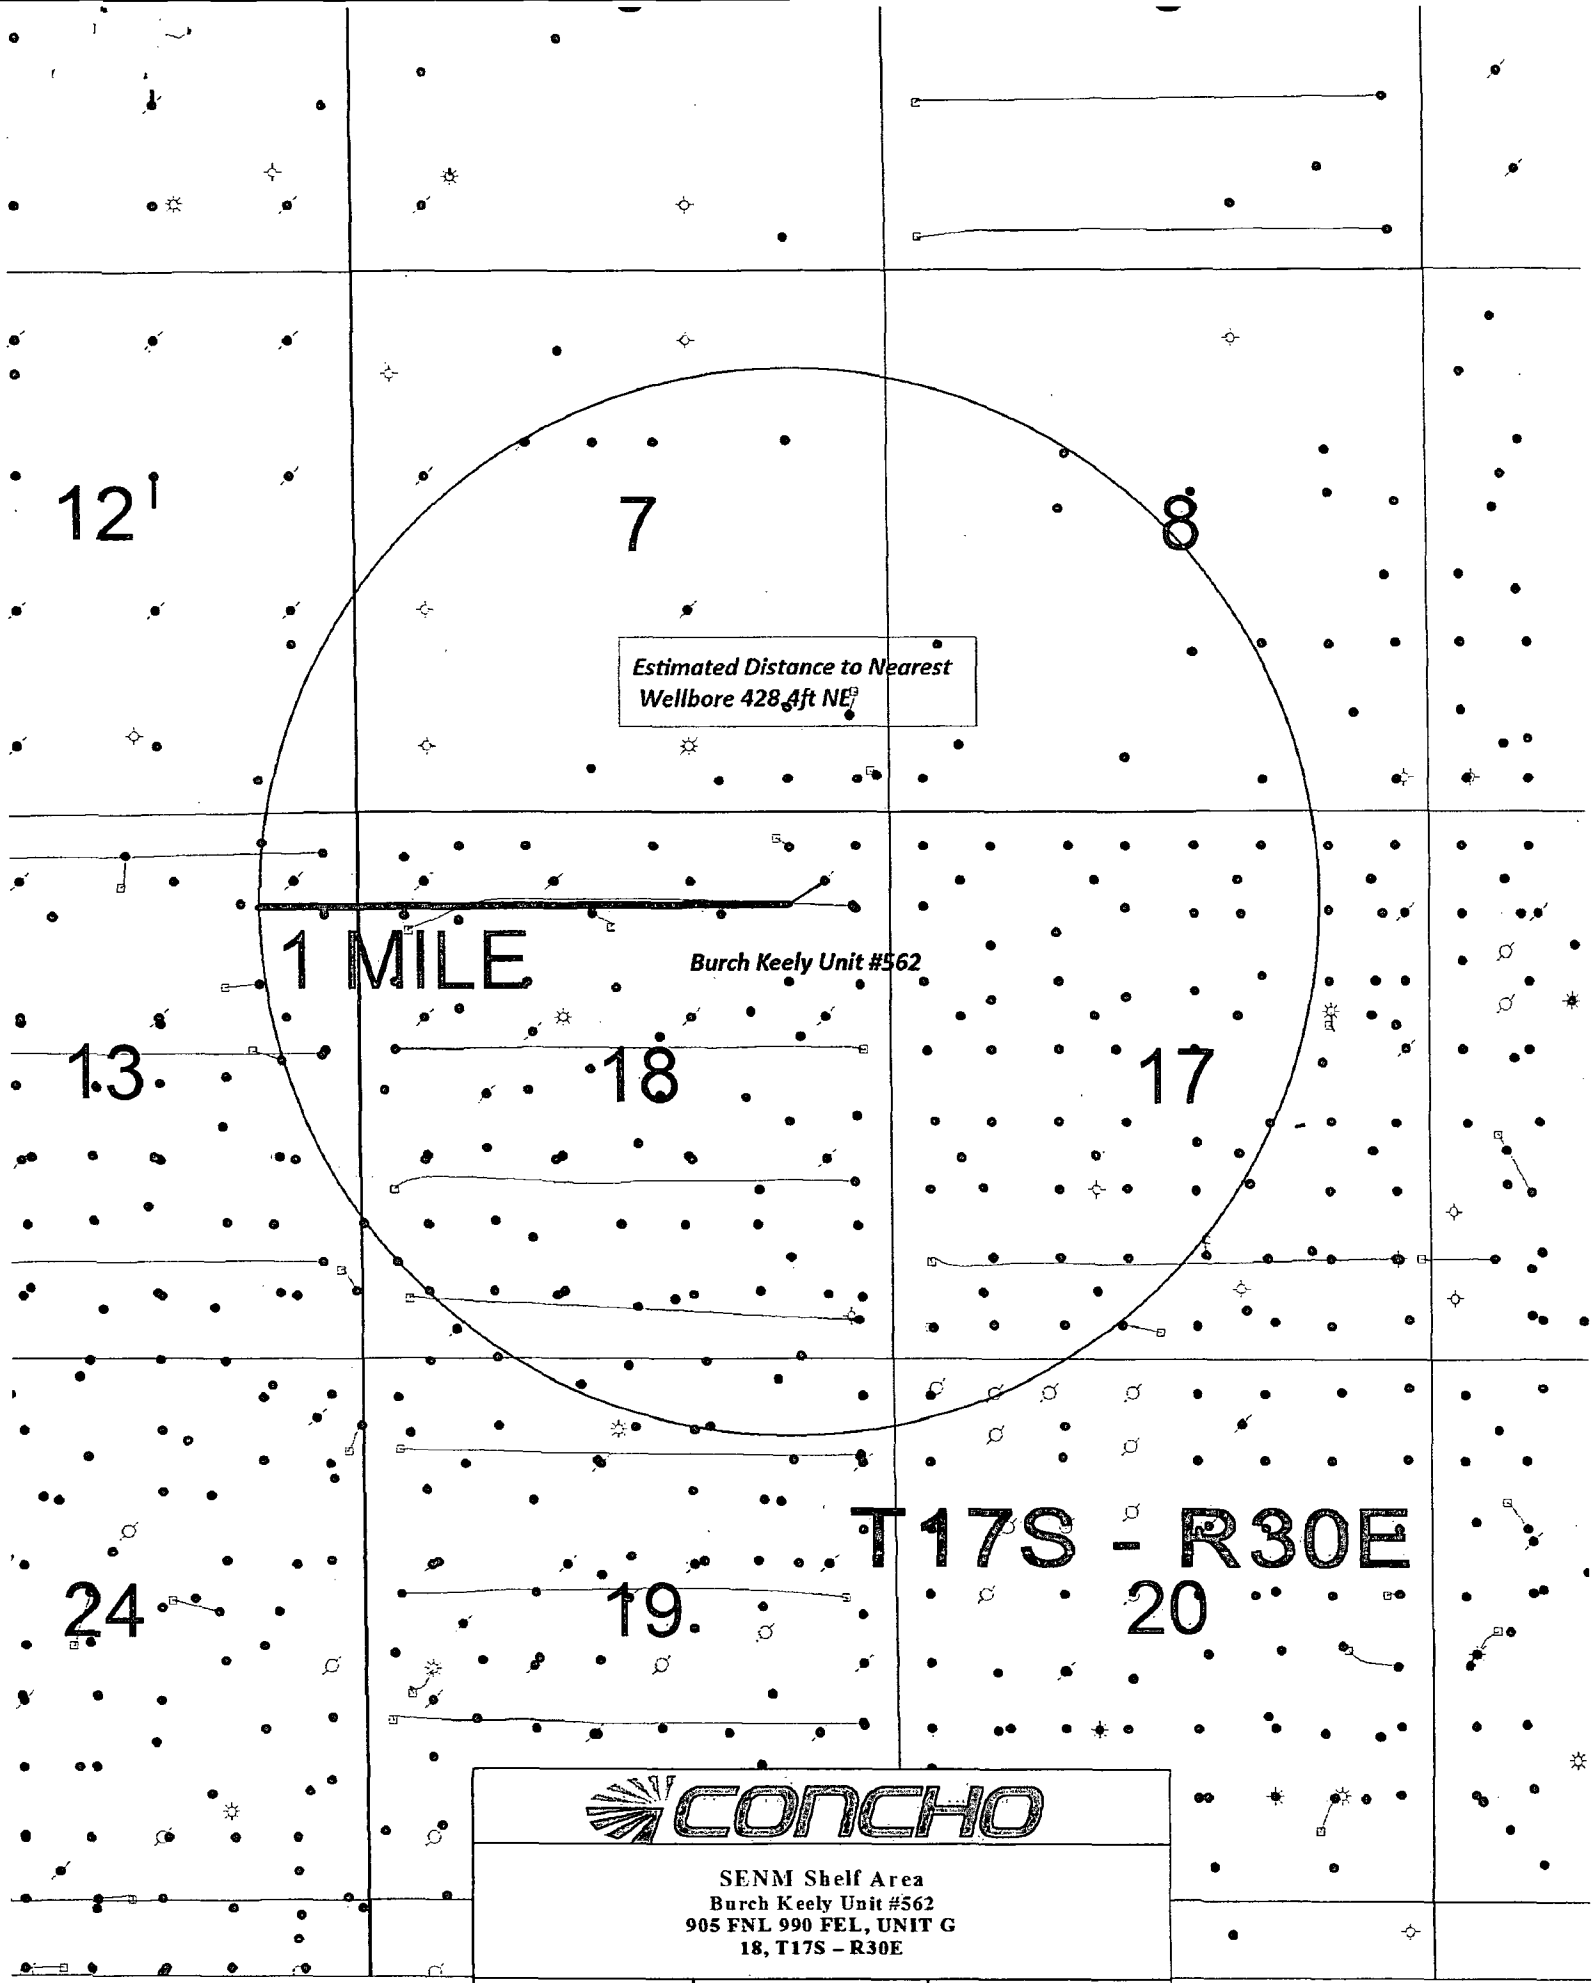 12
7
8
Estimated Distance to Nearest
Wellbore 428.4ft NE
1 MILE
Burch Keely Unit #562
13
18
17
T17S - R30E
24
19
20
CONCHO
SENM Shelf Area
Burch Keely Unit #562
905 FNL 990 FEL, UNIT G
18, T17S – R30E